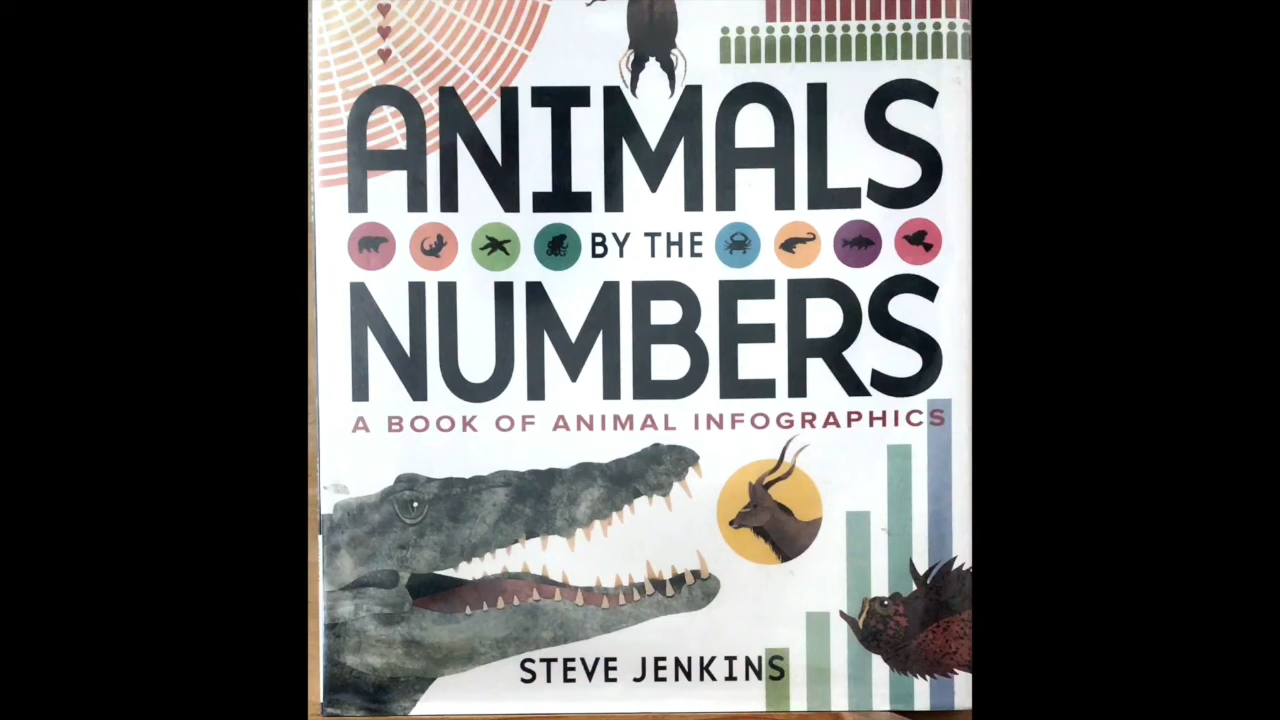 ANIMALS
BY THE
NUMBERS
A BOOK OF ANIMAL INFOGRAPHICS
STEVE JENKINS